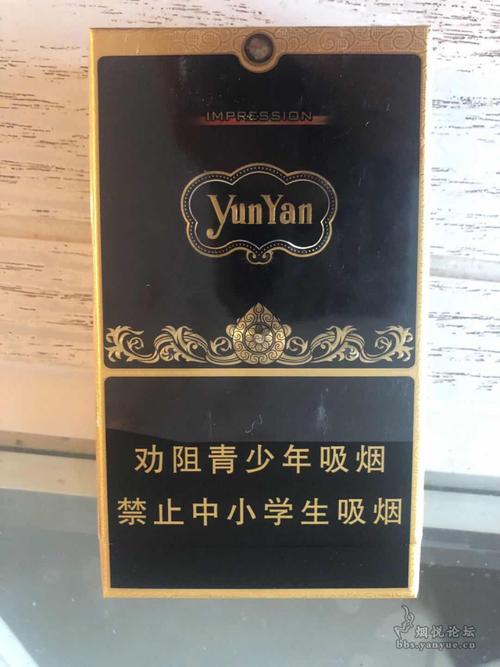 IMPRESSION
YunYan
劝阻青少年吸烟
禁止中小学生吸烟
烟悦论坛
bbs.yanyue.cn